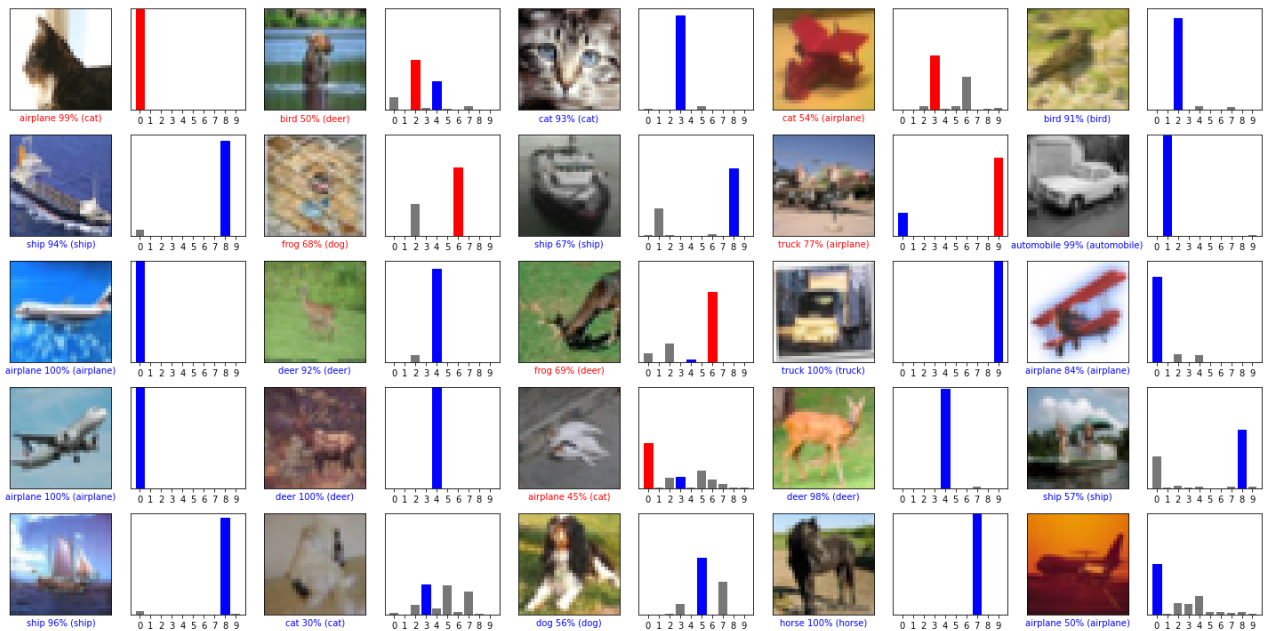 0 1 2 3 4 5 6 7 8 9 0 1 2 3 4 5 6 7 8 9 0 1 2 3 4 5 6 7 8 9 0 1 2 3 4 5 6 7 8 9 0 1 2 3 4 5 6 7 8 9
airplane 99% (cat) bird 50% (deer) cat 93% (cat) cat 54% (airplane) bird 91% (bird)
0 1 2 3 4 5 6 7 8 9 0 1 2 3 4 5 6 7 8 9 0 1 2 3 4 5 6 7 8 9 0 1 2 3 4 5 6 7 8 9 0 1 2 3 4 5 6 7 8 9
ship 94% (ship) frog 68% (dog) ship 67% (ship) truck 77% (airplane) automobile 99% (automobile)
0 1 2 3 4 5 6 7 8 9 0 1 2 3 4 5 6 7 8 9 0 1 2 3 4 5 6 7 8 9 0 1 2 3 4 5 6 7 8 9 0 1 2 3 4 5 6 7 8 9
airplane 100% (airplane) deer 92% (deer) frog 69% (deer) truck 100% (truck) airplane 84% (airplane)
0 1 2 3 4 5 6 7 8 9 0 1 2 3 4 5 6 7 8 9 0 1 2 3 4 5 6 7 8 9 0 1 2 3 4 5 6 7 8 9 0 1 2 3 4 5 6 7 8 9
airplane 100% (airplane) deer 100% (deer) airplane 45% (cat) deer 98% (deer) ship 57% (ship)
0 1 2 3 4 5 6 7 8 9 0 1 2 3 4 5 6 7 8 9 0 1 2 3 4 5 6 7 8 9 0 1 2 3 4 5 6 7 8 9 0 1 2 3 4 5 6 7 8 9
ship 96% (ship) cat 30% (cat) dog 56% (dog) horse 100% (horse) airplane 50% (airplane)